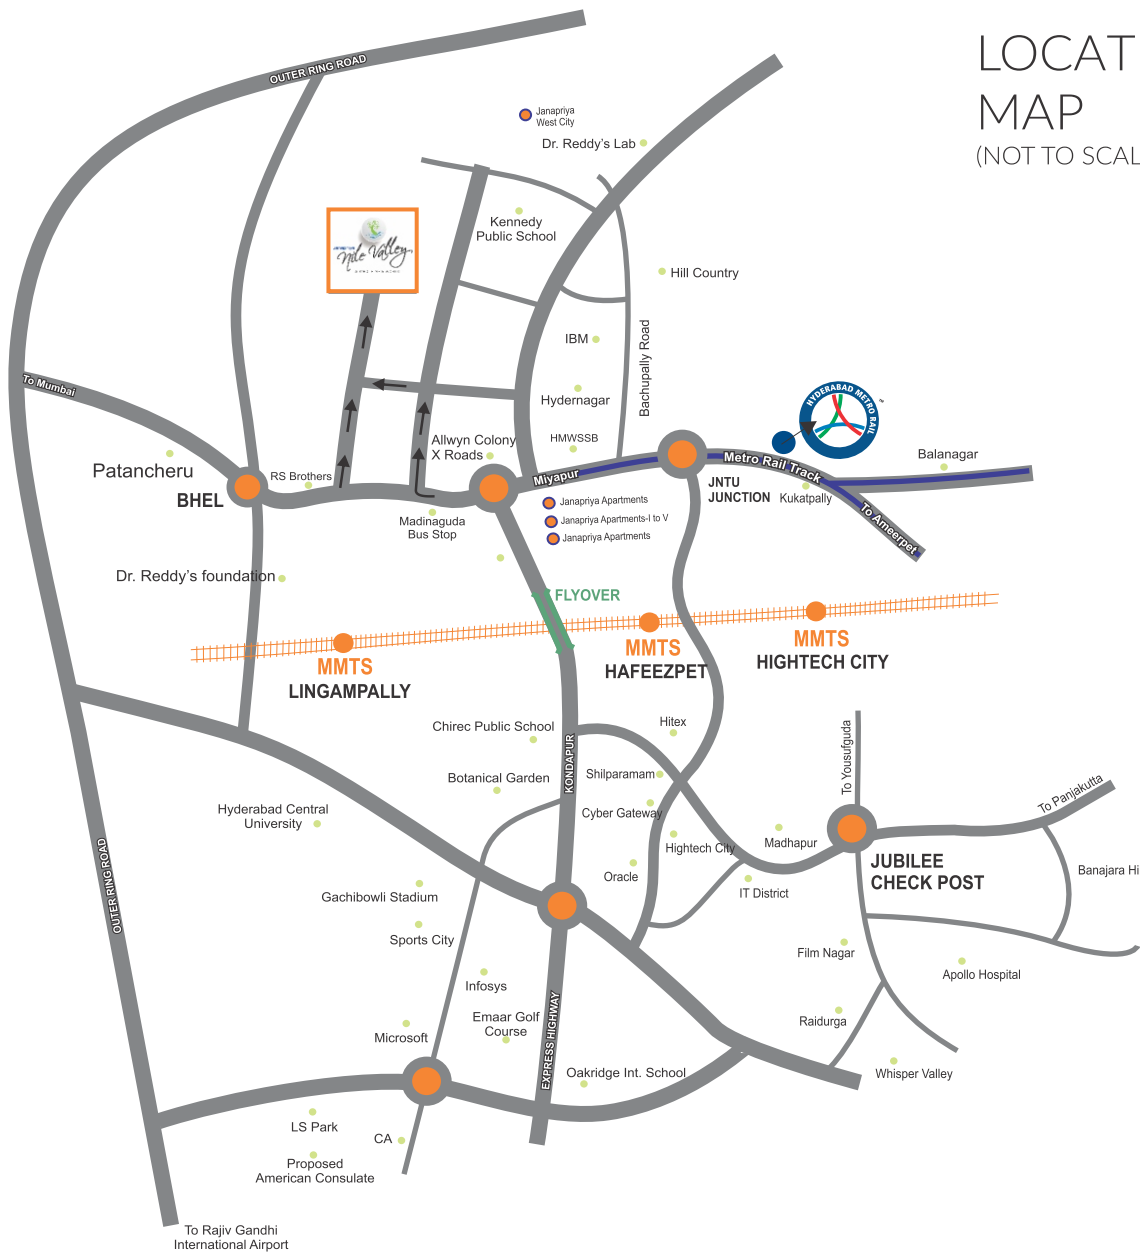 LOCAT
MAP
(NOT TO SCAL
OUTER RING ROAD
Janapriya
West City
Dr. Reddy's Lab
Kennedy
Public School
Nile Valley
Hill Country
IBM
Bachupally Road
Hydernagar
To Mumbai
HYDERABAD METRO RAIL
™
Allwyn Colony
X Roads
HMWSSB
Patancheru
BHEL
RS Brothers
Miyapur
Metro Rail Track
Balanagar
JNTU
JUNCTION
Kukatpally
To Ameerpet
Madinaguda
Bus Stop
Janapriya Apartments
Janapriya Apartments-I to V
Janapriya Apartments
Dr. Reddy's foundation
FLYOVER
MMTS
LINGAMPALLY
MMTS
HAFEEZPET
MMTS
HIGHTECH CITY
Chirec Public School
KONDAPUR
Hitex
To Yousufguda
Botanical Garden
Shilparamam
Cyber Gateway
To Panjakutta
Hyderabad Central
University
Hightech City
Madhapur
JUBILEE
CHECK POST
Banajara Hi
Oracle
IT District
OUTER RING ROAD
Gachibowli Stadium
Sports City
Film Nagar
Apollo Hospital
Infosys
Emaar Golf
Course
EXPRESS HIGHWAY
Microsoft
Raidurga
Oakridge Int. School
Whisper Valley
LS Park
CA
Proposed
American Consulate
To Rajiv Gandhi
International Airport